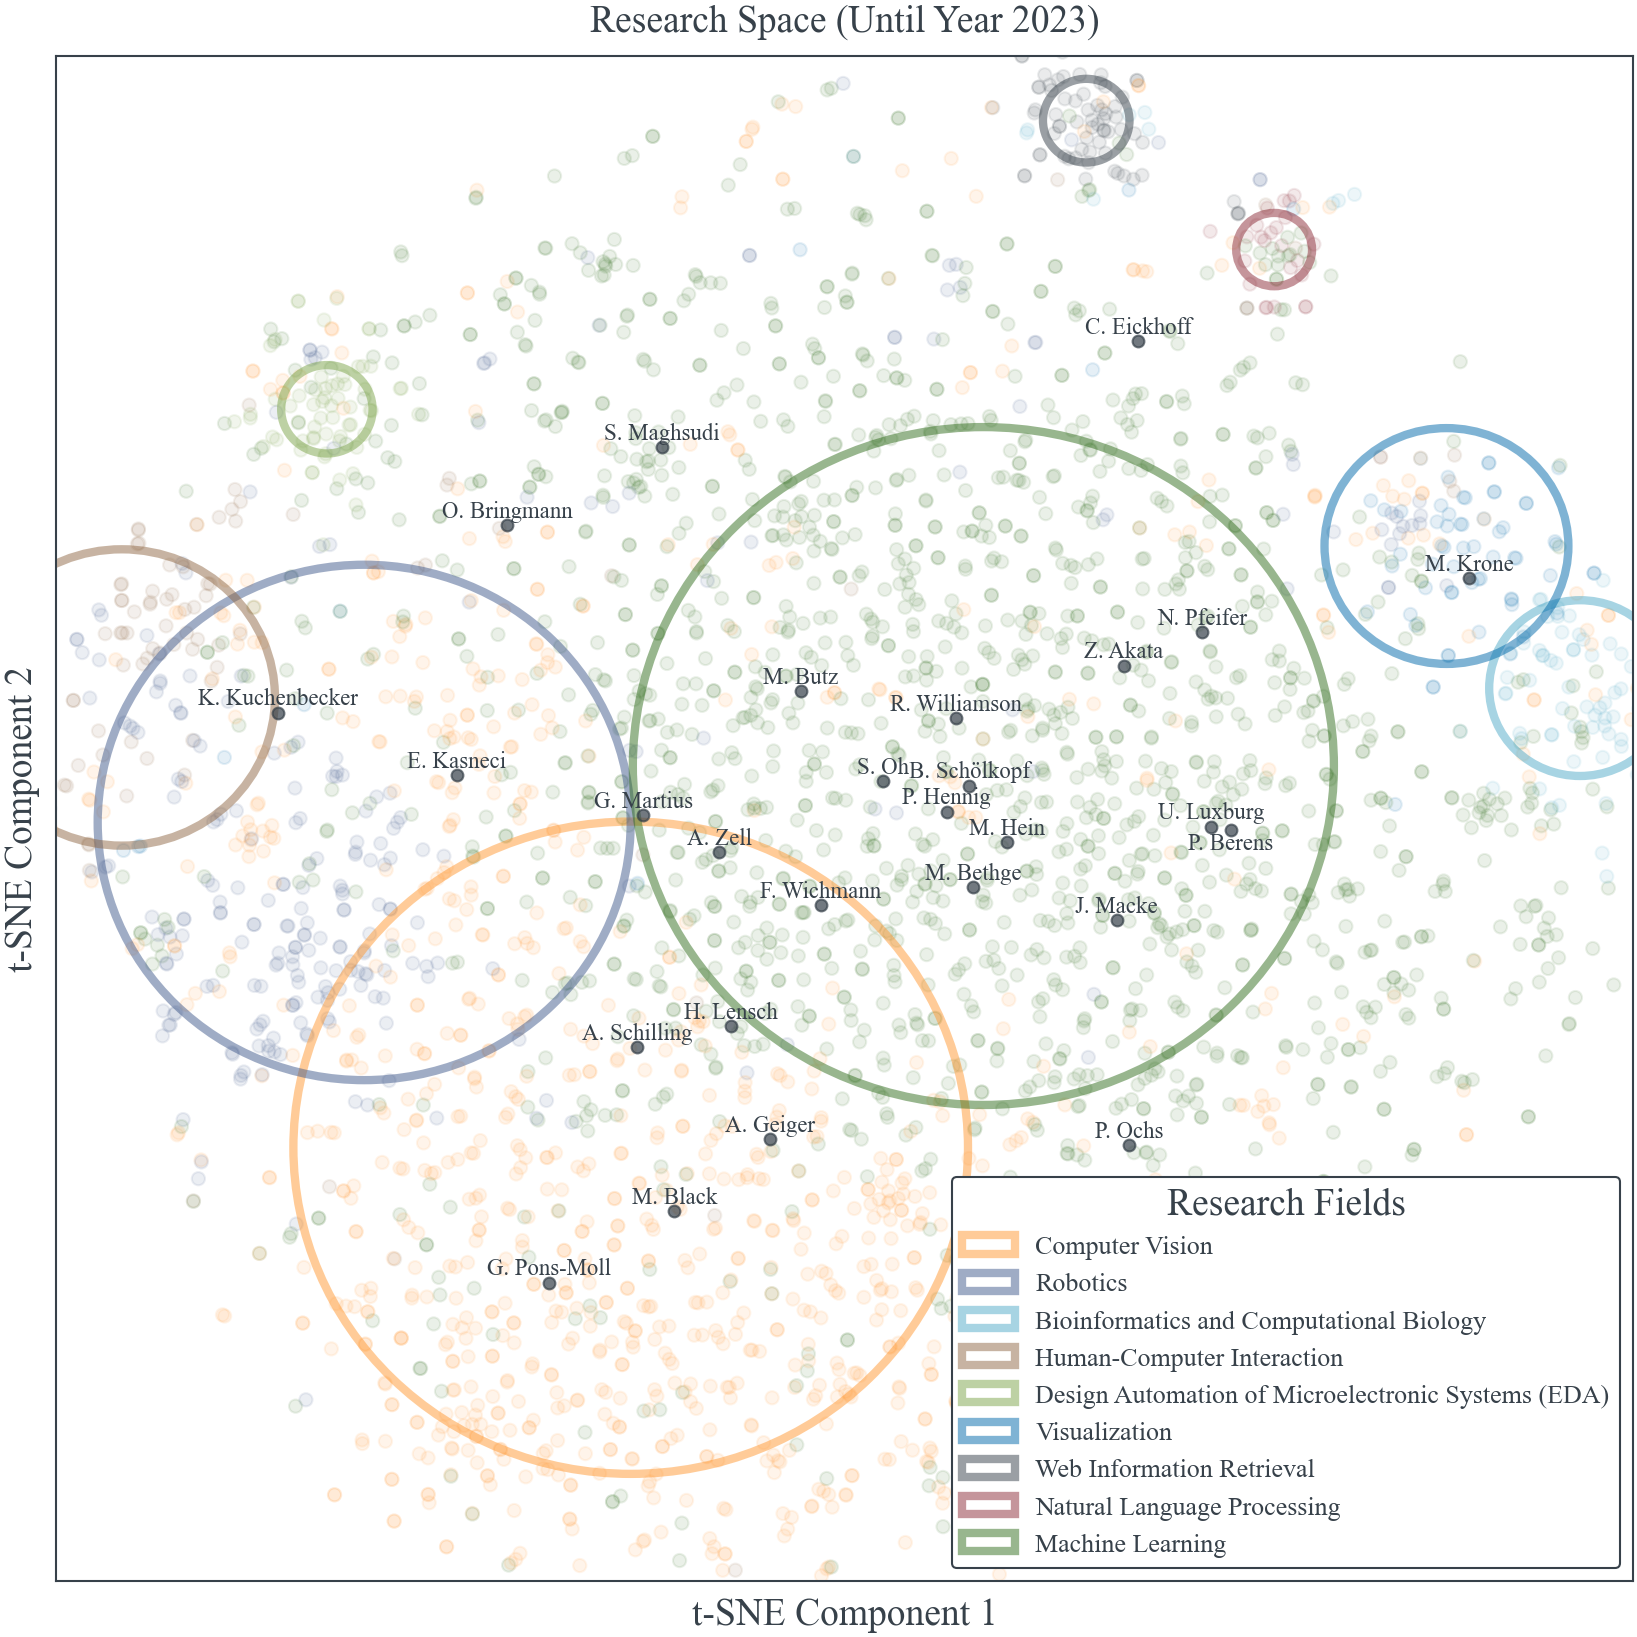 Research Space (Until Year 2023)
C. Eickhoff
S. Maghsudi
O. Bringmann
M. Krone
N. Pfeifer
Z. Akata
M. Butz
K. Kuchenbecker
R. Williamson
E. Kasneci
S. Oh
B. Schölkopf
P. Hennig
G. Martius
U. Luxburg
M. Hein
A. Zell
P. Berens
M. Bethge
F. Wichmann
J. Macke
H. Lensch
A. Schilling
A. Geiger
P. Ochs
M. Black
G. Pons-Moll
Research Fields
Computer Vision
Robotics
Bioinformatics and Computational Biology
Human-Computer Interaction
Design Automation of Microelectronic Systems (EDA)
Visualization
Web Information Retrieval
Natural Language Processing
Machine Learning
t-SNE Component 2
t-SNE Component 1